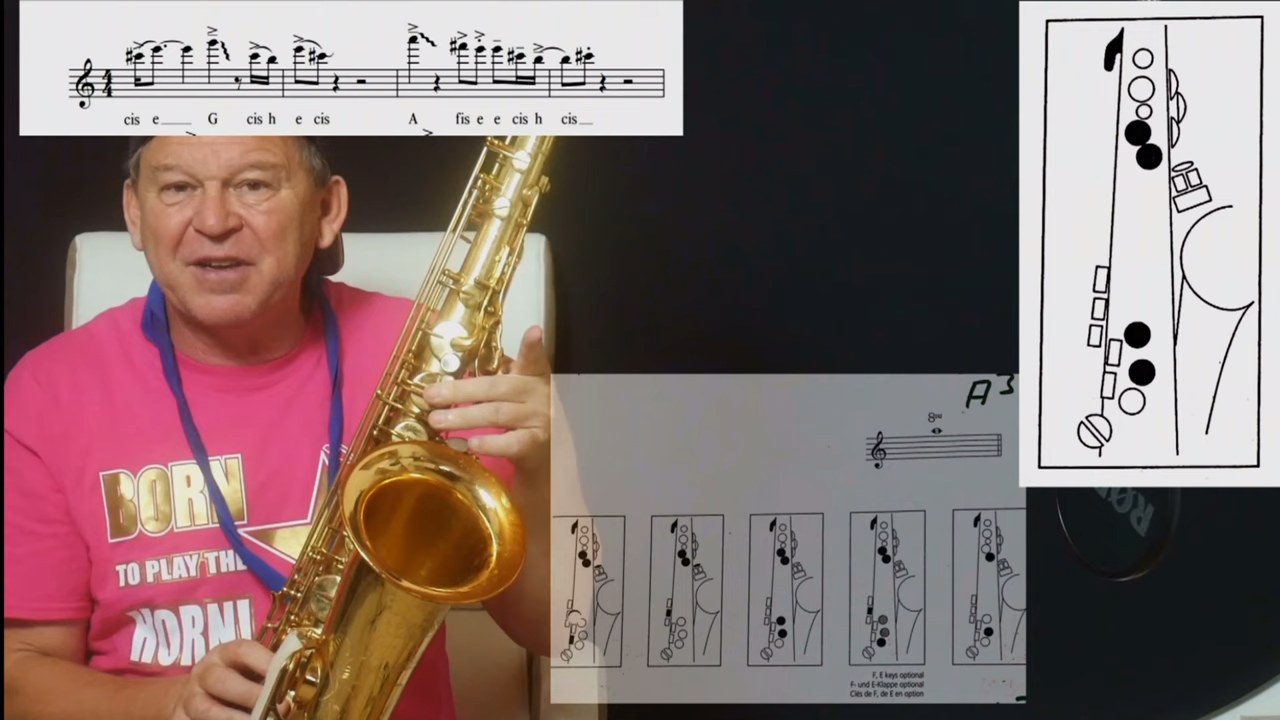 cis e G cis h e cis A fis e e cis h cis
A3
8va
BORN
TO PLAY THE
HORN!
F, E keys optional
F- und E-Klappe optional
Clés de F, de E en option
RØDE